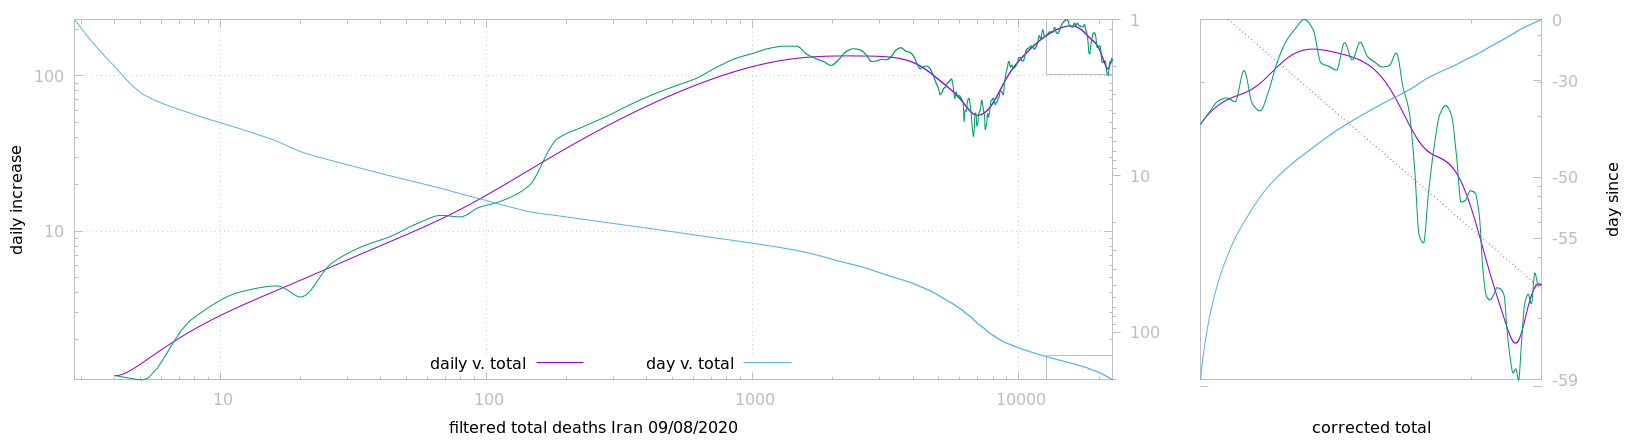 daily increase
100
10
daily v. total
day v. total
10
100
1000
10000
filtered total deaths Iran 09/08/2020
1
10
100
0
-30
-50
-55
-59
day since
corrected total